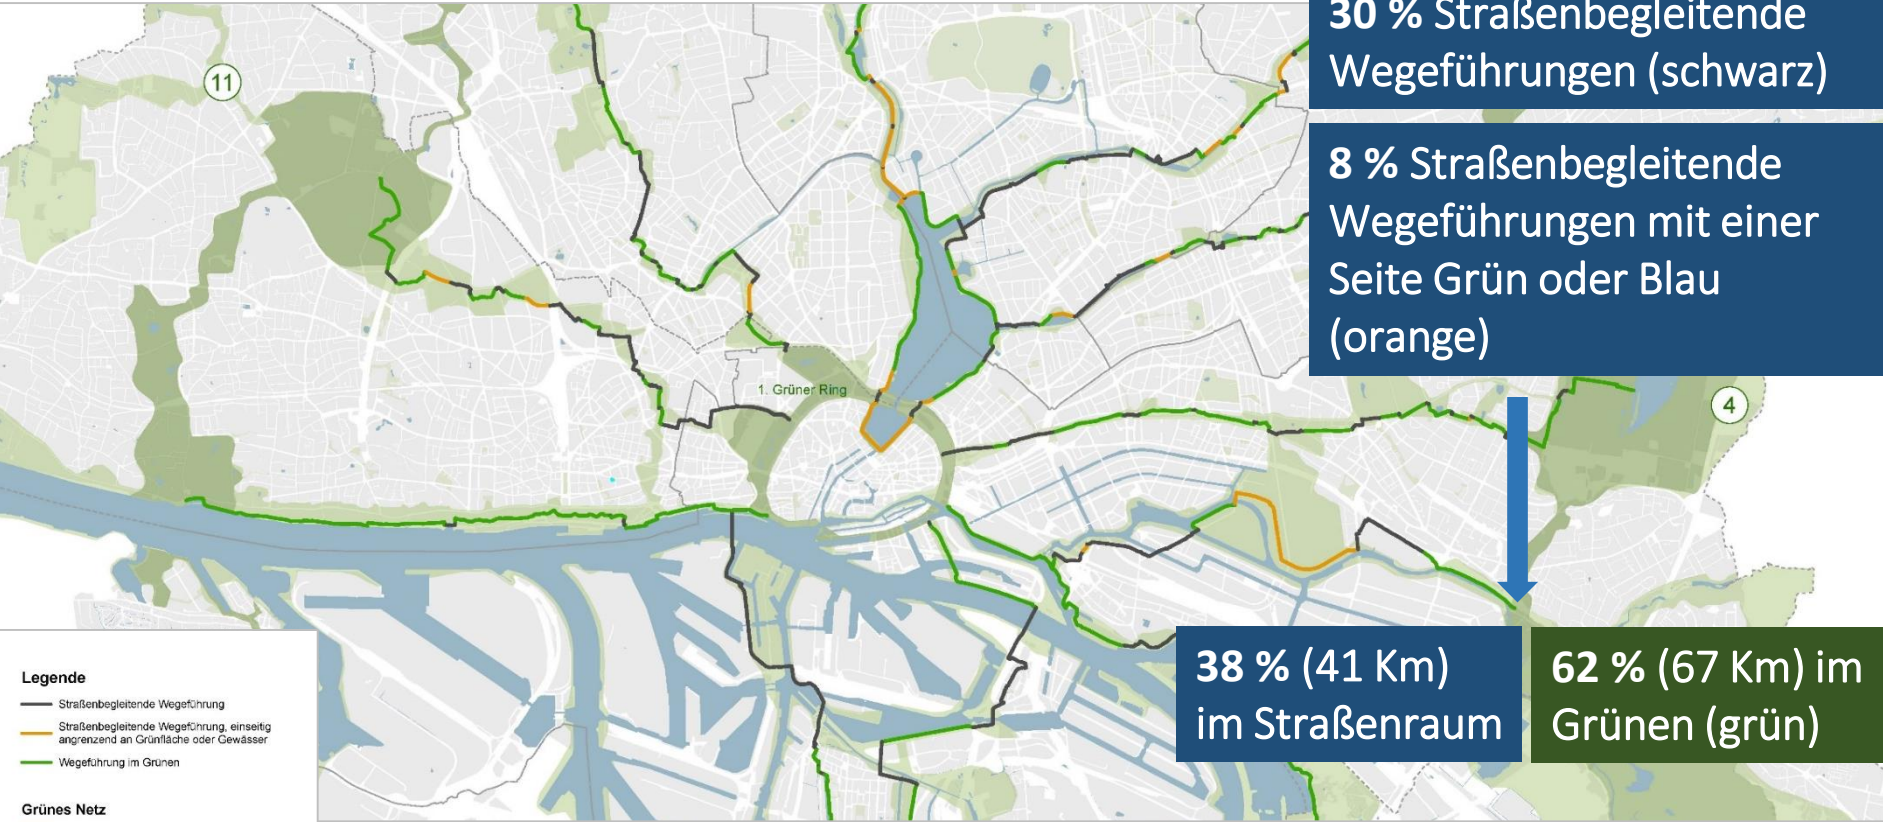 30 % Straßenbegleitende
Wegeführungen (schwarz)
11
8 % Straßenbegleitende
Wegeführungen mit einer
Seite Grün oder Blau
(orange)
1. Grüner Ring
4
38 % (41 Km)
im Straßenraum
62 % (67 Km) im
Grünen (grün)
Legende
Straßenbegleitende Wegeführung
Straßenbegleitende Wegeführung, einseitig
angrenzend an Grünfläche oder Gewässer
Wegeführung im Grünen
Grünes Netz